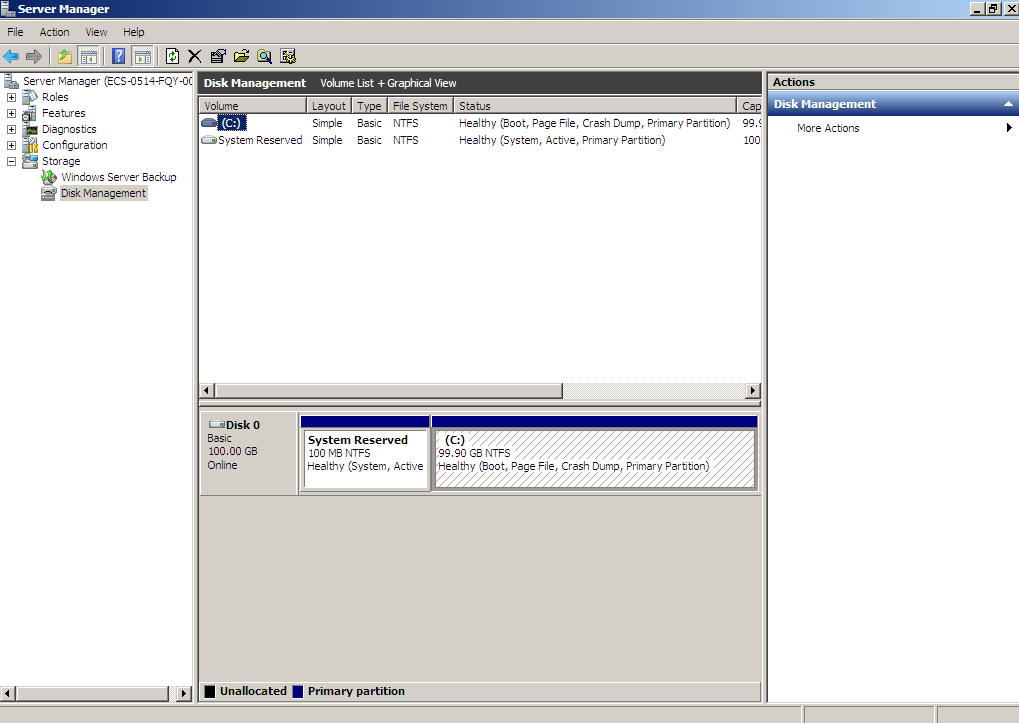 Server Manager
File Action View Help
Server Manager (ECS-0514-FQY-00
Roles
Features
Diagnostics
Configuration
Storage
Windows Server Backup
Disk Management
Disk Management Volume List + Graphical View
Volume Layout Type File System Status Cap
(C:) Simple Basic NTFS Healthy (Boot, Page File, Crash Dump, Primary Partition) 99.9
System Reserved Simple Basic NTFS Healthy (System, Active, Primary Partition) 100
Disk 0
Basic
100.00 GB
Online
System Reserved
100 MB NTFS
Healthy (System, Active
(C:)
99.90 GB NTFS
Healthy (Boot, Page File, Crash Dump, Primary Partition)
Unallocated Primary partition
Actions
Disk Management
More Actions